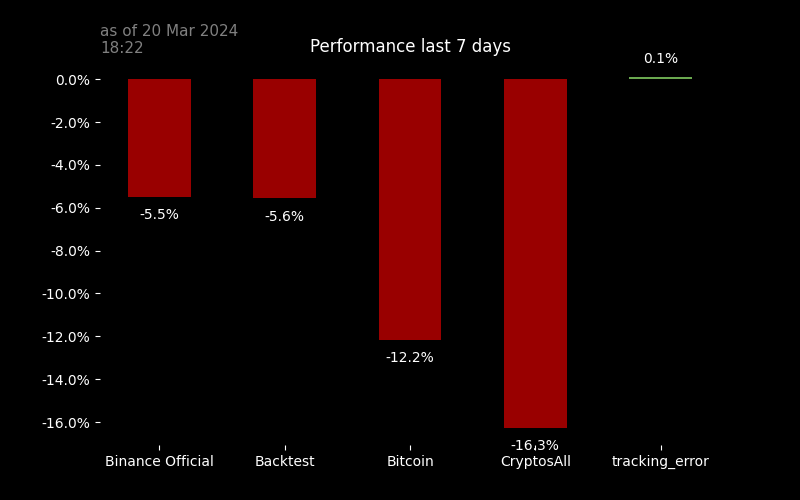 as of 20 Mar 2024
18:22
Performance last 7 days
0.1%
0.0%
-2.0%
-4.0%
-6.0%
-8.0%
-10.0%
-12.0%
-14.0%
-16.0%
-5.5%
-5.6%
-12.2%
-16.3%
Binance Official
Backtest
Bitcoin
CryptosAll
tracking_error